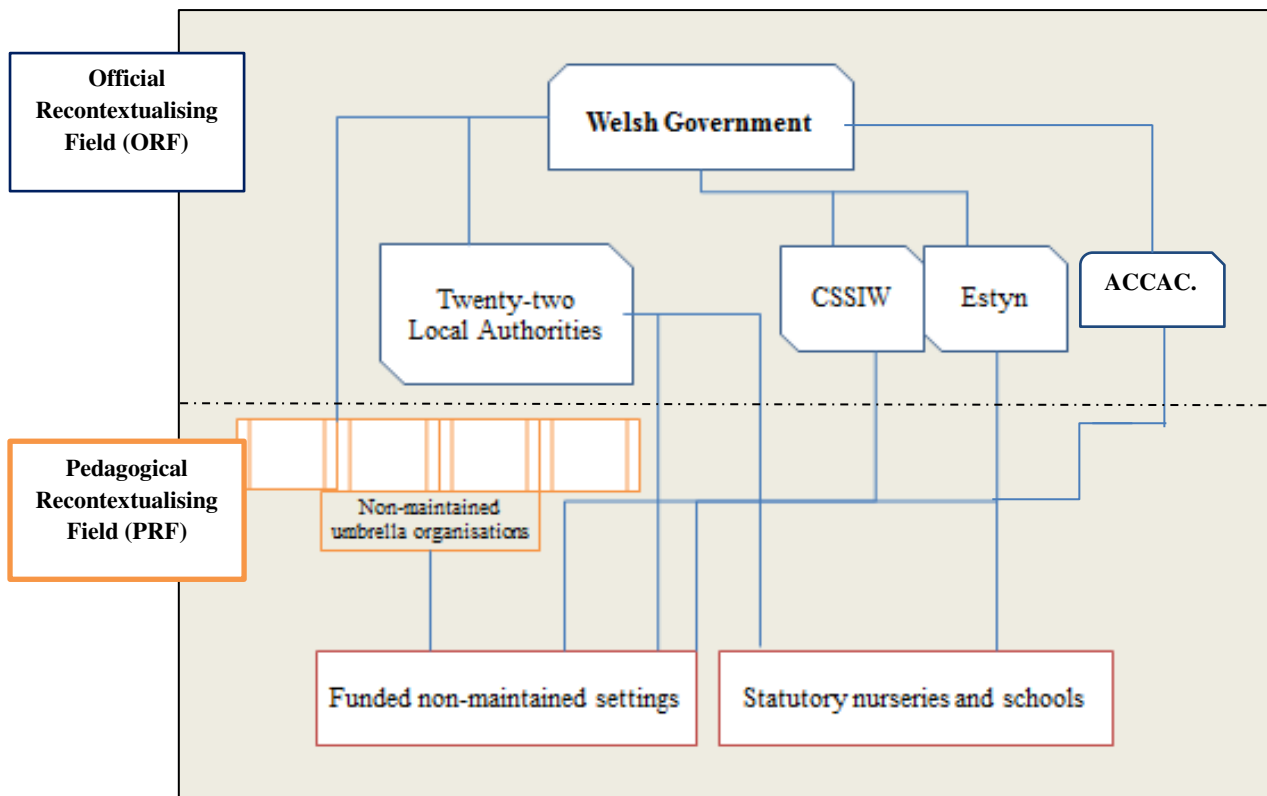 Official
Recontextualising
Field (ORF)
Welsh Government
Twenty-two
Local Authorities
CSSIW
Estyn
ACCAC.
Pedagogical
Recontextualising
Field (PRF)
Non-maintained
umbrella organisations
Funded non-maintained settings
Statutory nurseries and schools